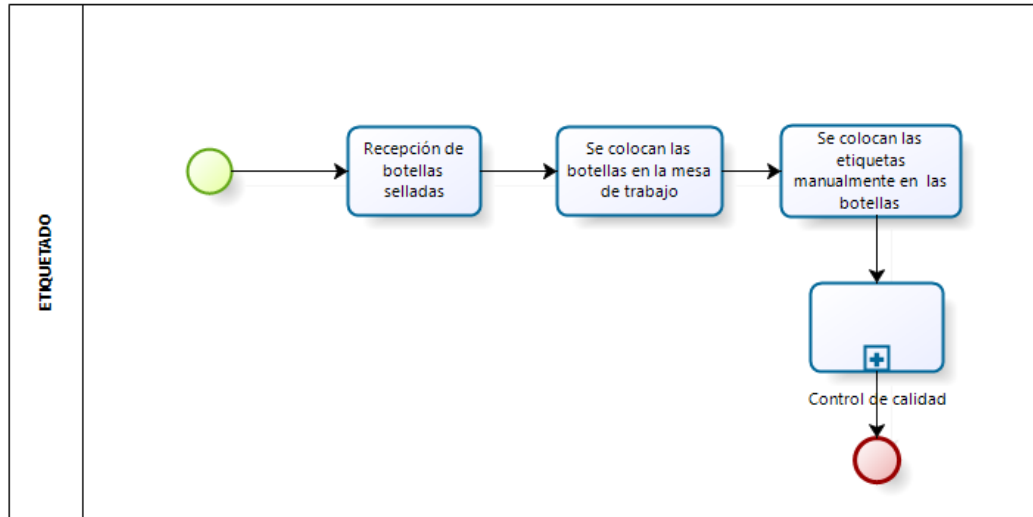 ETIQUETADO
Recepción de
botellas
selladas
Se colocan las
botellas en la mesa
de trabajo
Se colocan las
etiquetas
manualmente en  las
botellas
Control de calidad